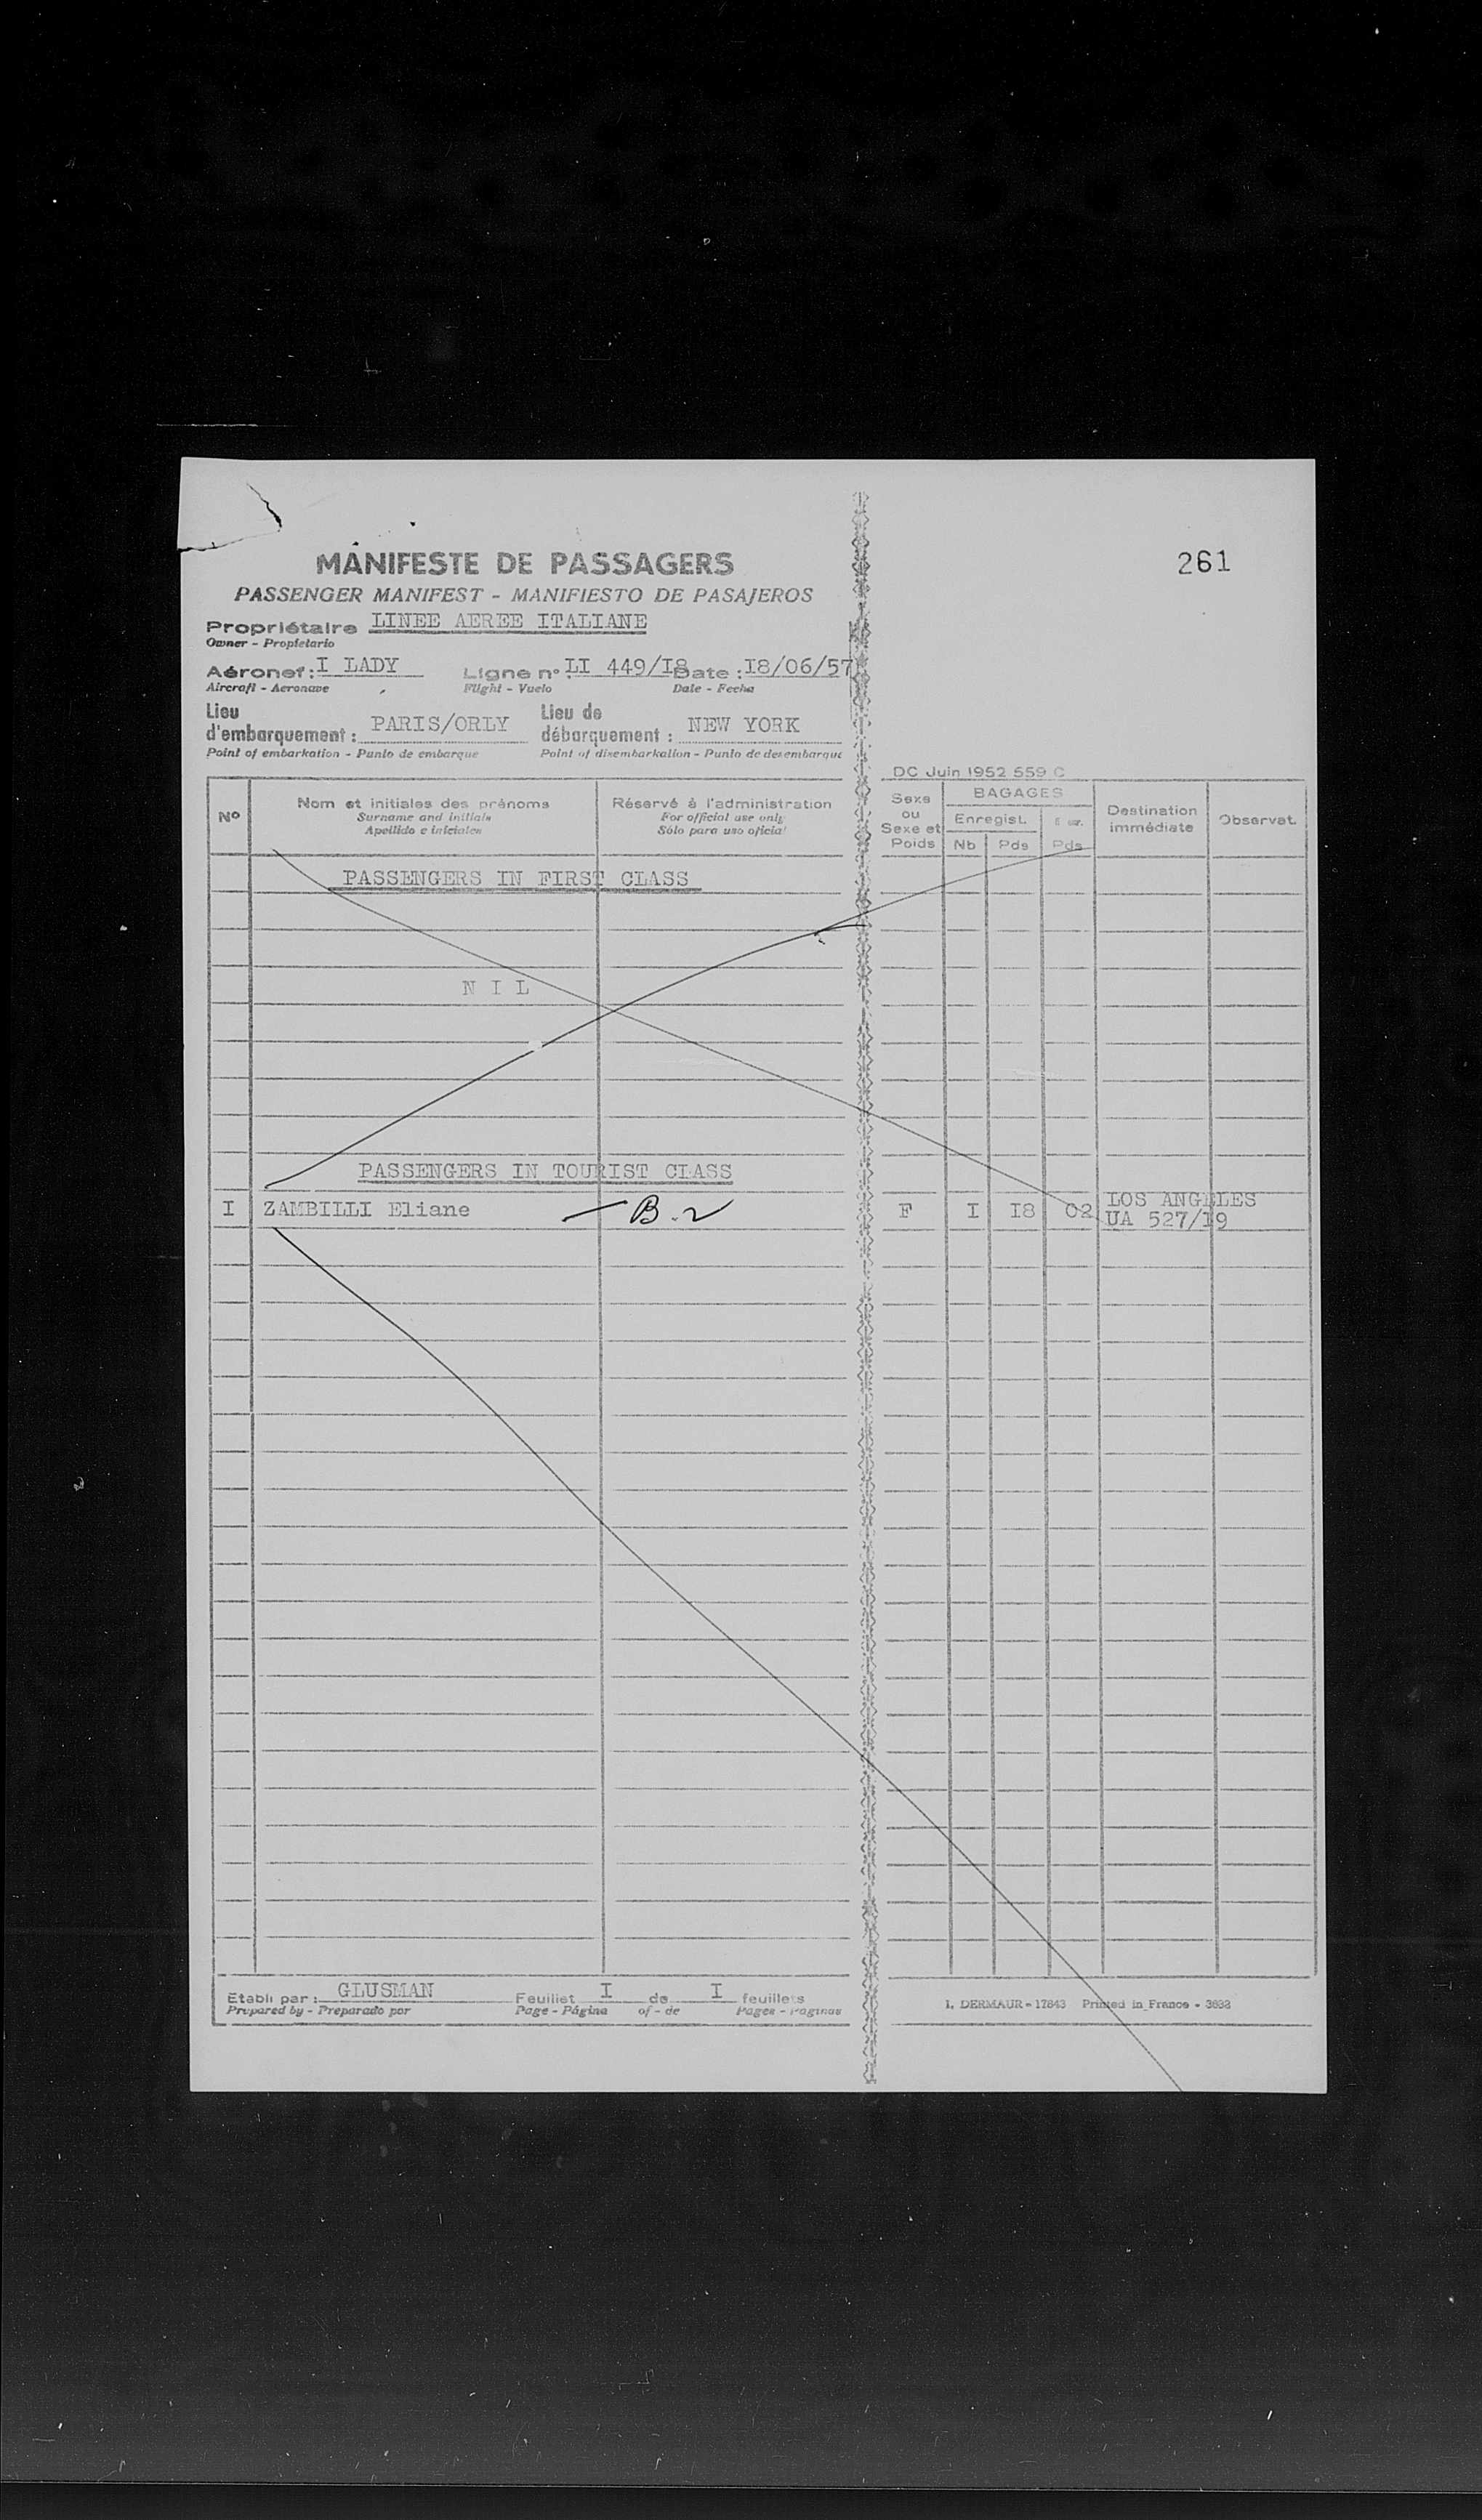 261
MANIFESTE DE PASSAGERS
PASSENGER MANIFEST - MANIFIESTO DE PASAJEROS
Propriétaire LINEE AEREE ITALIANE
Owner - Propietario
Aéronef : I LADY Ligne n° : LI 449/I8 Date : I8/06/57
Aircraft - Aeronave Flight - Vuelo Date - Fecha
Lieu d'embarquement : PARIS/ORLY Lieu de débarquement : NEW YORK
Point of embarkation - Punto de embarque Point of disembarkation - Punto de desembarque
DC Juin 1952 559 C
N° Nom et initiales des prénoms Réservé à l'administration Sexe ou Sexe et Poids BAGAGES Destination immédiate Observat.
Surname and initials For official use only Enregist.
Apellido e iniciales Sólo para uso oficial Nb Pds Pds
PASSENGERS IN FIRST CLASS
N I L
PASSENGERS IN TOURIST CLASS
I ZAMBILLI Eliane — B.2 F I I8 02 LOS ANGELES
UA 527/19
Etabli par : GLUSMAN Feuillet I de I feuillets
Prepared by - Preparado por Page - Página of - de Pages - Páginas
I. DERMAUR - 17843 Printed in France - 3633